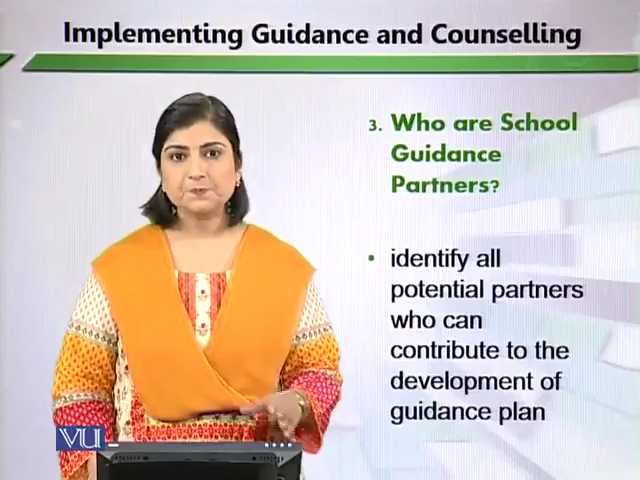 Implementing Guidance and Counselling
3. Who are School
Guidance
Partners?
• identify all
potential partners
who can
contribute to the
development of
guidance plan
VU